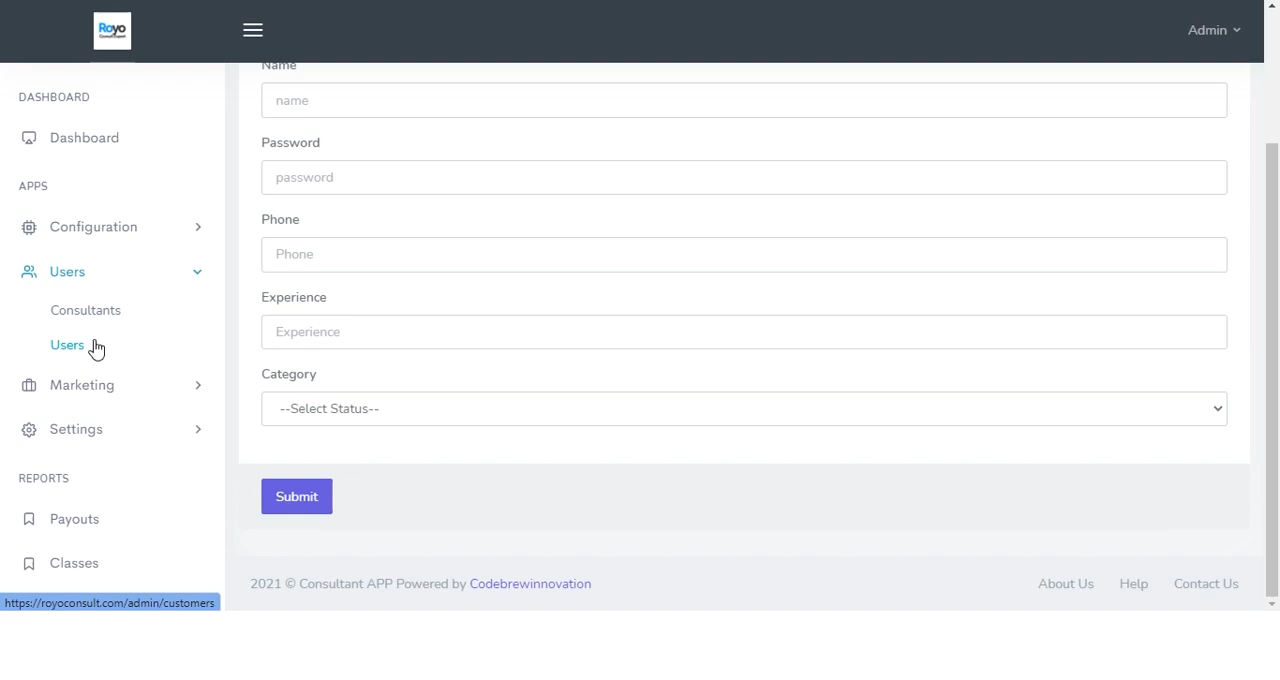 Royo
Consult Expert
Admin
DASHBOARD
Dashboard
APPS
Configuration
Users
Consultants
Users
Marketing
Settings
REPORTS
Payouts
Classes
https://royoconsult.com/admin/customers
Name
name
Password
password
Phone
Phone
Experience
Experience
Category
--Select Status--
Submit
2021 © Consultant APP Powered by Codebrewinnovation
About Us
Help
Contact Us